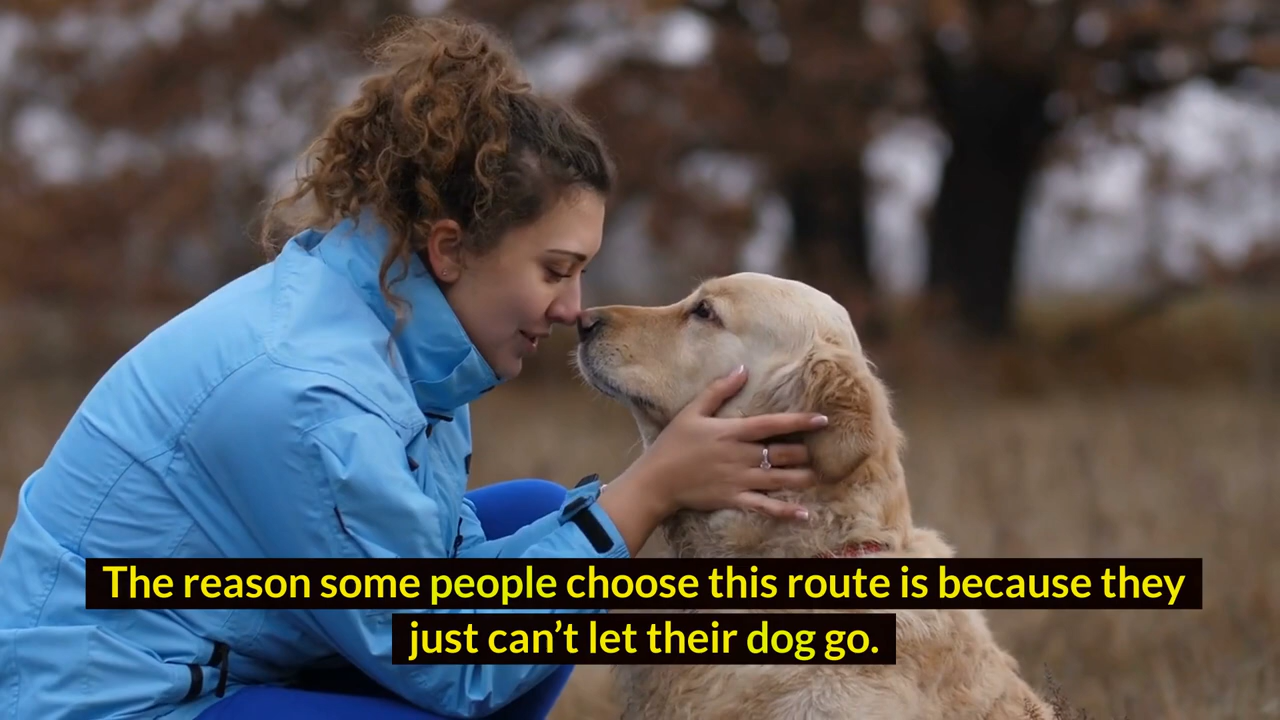 The reason some people choose this route is because they
just can’t let their dog go.